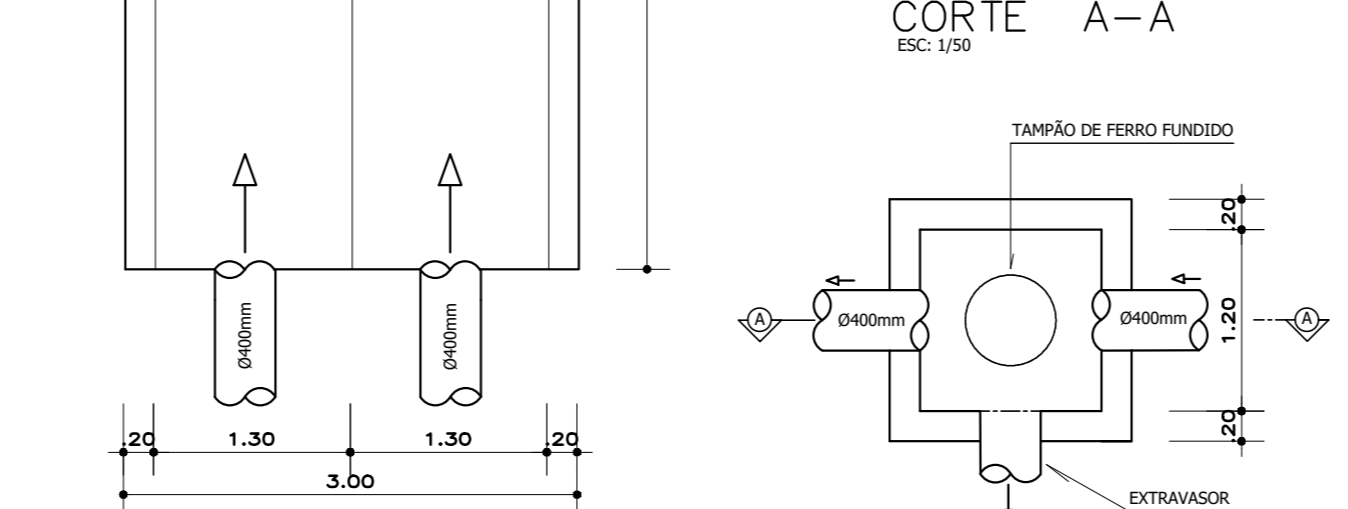 CORTE A-A
ESC: 1/50
TAMPÃO DE FERRO FUNDIDO
.20
Ø400mm
Ø400mm
A
Ø400mm
Ø400mm
1.20
A
.20
.20
1.30
1.30
.20
3.00
EXTRAVASOR